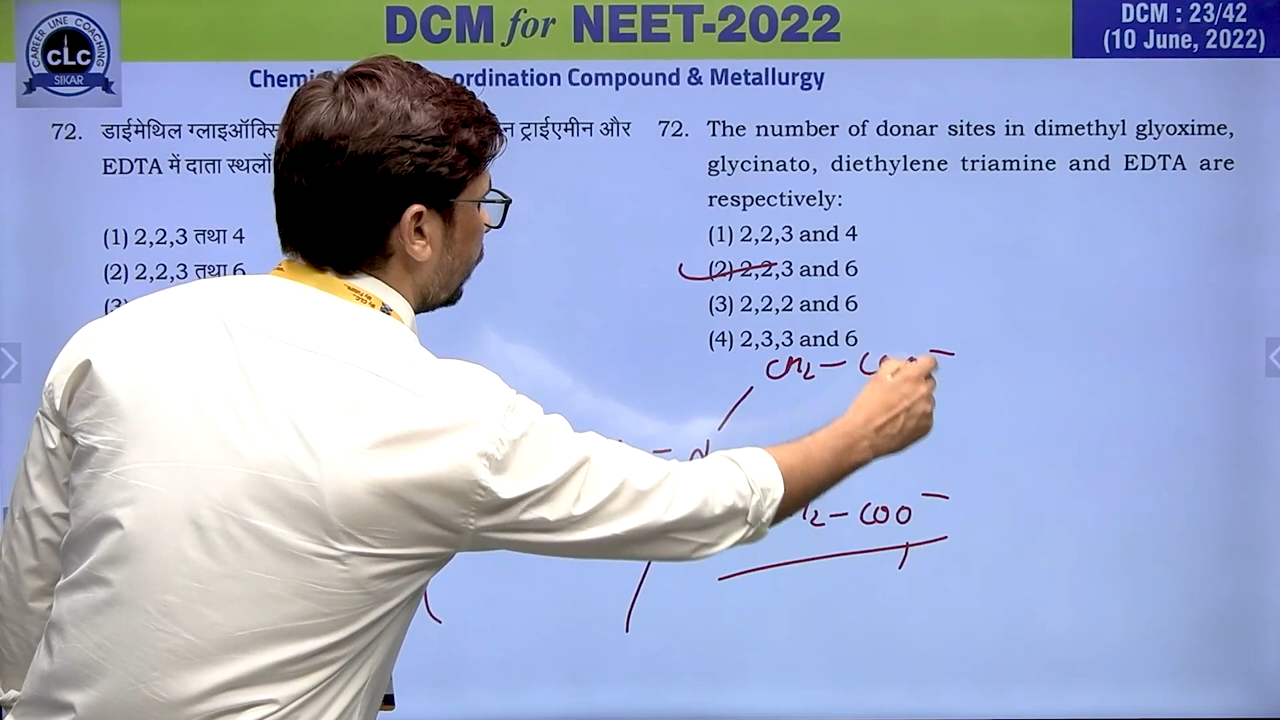 DCM for NEET-2022
DCM : 23/42
(10 June, 2022)
CAREER LINE COACHING
CLC
SIKAR
ordination Compound & Metallurgy
72. डाईमेथिल ट्राईएमीन और
EDTA में दाता स्थलों
(1) 2,2,3 तथा 4
(2) 2,2,3 तथा 6
72. The number of donar sites in dimethyl glyoxime,
glycinato, diethylene triamine and EDTA are
respectively:
(1) 2,2,3 and 4
(2) 2,2,3 and 6
(3) 2,2,2 and 6
(4) 2,3,3 and 6
CH₂ —
– COO⁻